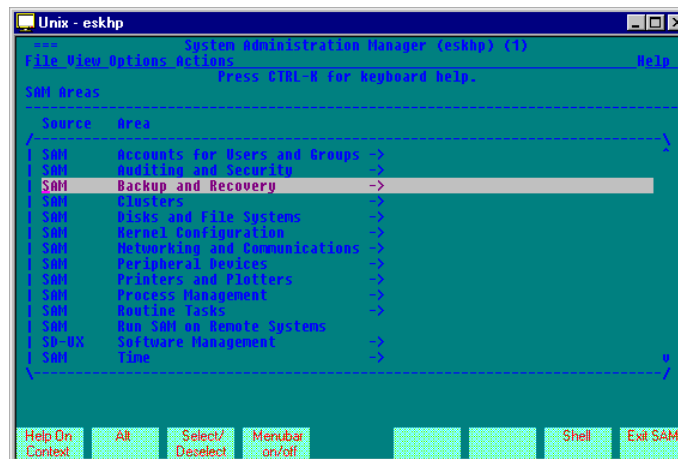 Unix - eskhp
=== System Administration Manager (eskhp) (1)
File View Options Actions Help
Press CTRL-K for keyboard help.
SAM Areas
Source Area
SAM Accounts for Users and Groups ->
SAM Auditing and Security ->
SAM Backup and Recovery ->
SAM Clusters ->
SAM Disks and File Systems ->
SAM Kernel Configuration ->
SAM Networking and Communications ->
SAM Peripheral Devices ->
SAM Printers and Plotters ->
SAM Process Management ->
SAM Routine Tasks ->
SAM Run SAM on Remote Systems
SD-UX Software Management ->
SAM Time ->
Help On Context Alt Select/ Deselect Menubar on/off Shell Exit SAM